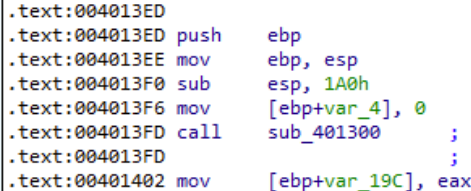 .text:004013ED
.text:004013ED push ebp
.text:004013EE mov ebp, esp
.text:004013F0 sub esp, 1A0h
.text:004013F6 mov [ebp+var_4], 0
.text:004013FD call sub_401300 ;
.text:004013FD ;
.text:00401402 mov [ebp+var_19C], eax